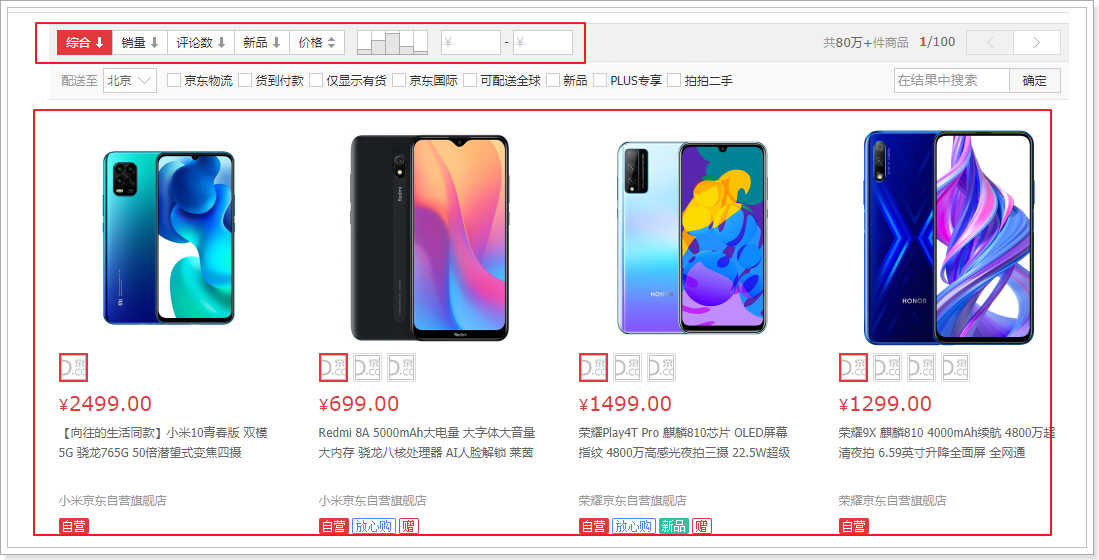 综合 销量 评论数 新品 价格 ¥ - ¥ 共80万+件商品 1/100
配送至 北京 京东物流 货到付款 仅显示有货 京东国际 可配送全球 新品 PLUS专享 拍拍二手 在结果中搜索 确定
¥2499.00 ¥699.00 ¥1499.00 ¥1299.00
【向往的生活同款】小米10青春版 双模 Redmi 8A 5000mAh大电量 大字体大音量 荣耀Play4T Pro 麒麟810芯片 OLED屏幕 荣耀9X 麒麟810 4000mAh续航 4800万超
5G 骁龙765G 50倍潜望式变焦四摄 大内存 骁龙八核处理器 AI人脸解锁 莱茵 指纹 4800万高感光夜拍三摄 22.5W超级 清夜拍 6.59英寸升降全面屏 全网通
小米京东自营旗舰店 小米京东自营旗舰店 荣耀京东自营旗舰店 荣耀京东自营旗舰店
自营 自营 放心购 赠 自营 放心购 新品 赠 自营